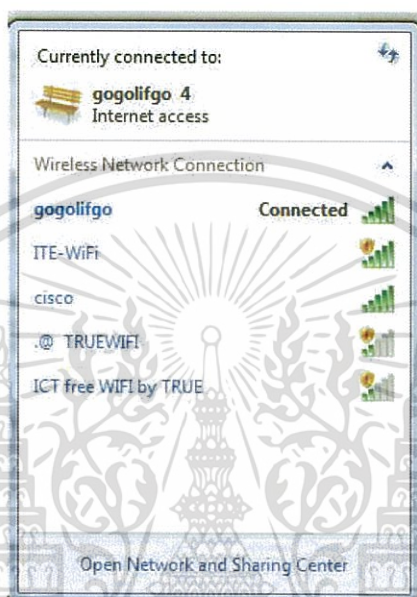 Currently connected to:
gogolifgo 4
Internet access
Wireless Network Connection
gogolifgo Connected
ITE-WiFi
cisco
.@ TRUEWIFI
ICT free WIFI by TRUE
Open Network and Sharing Center